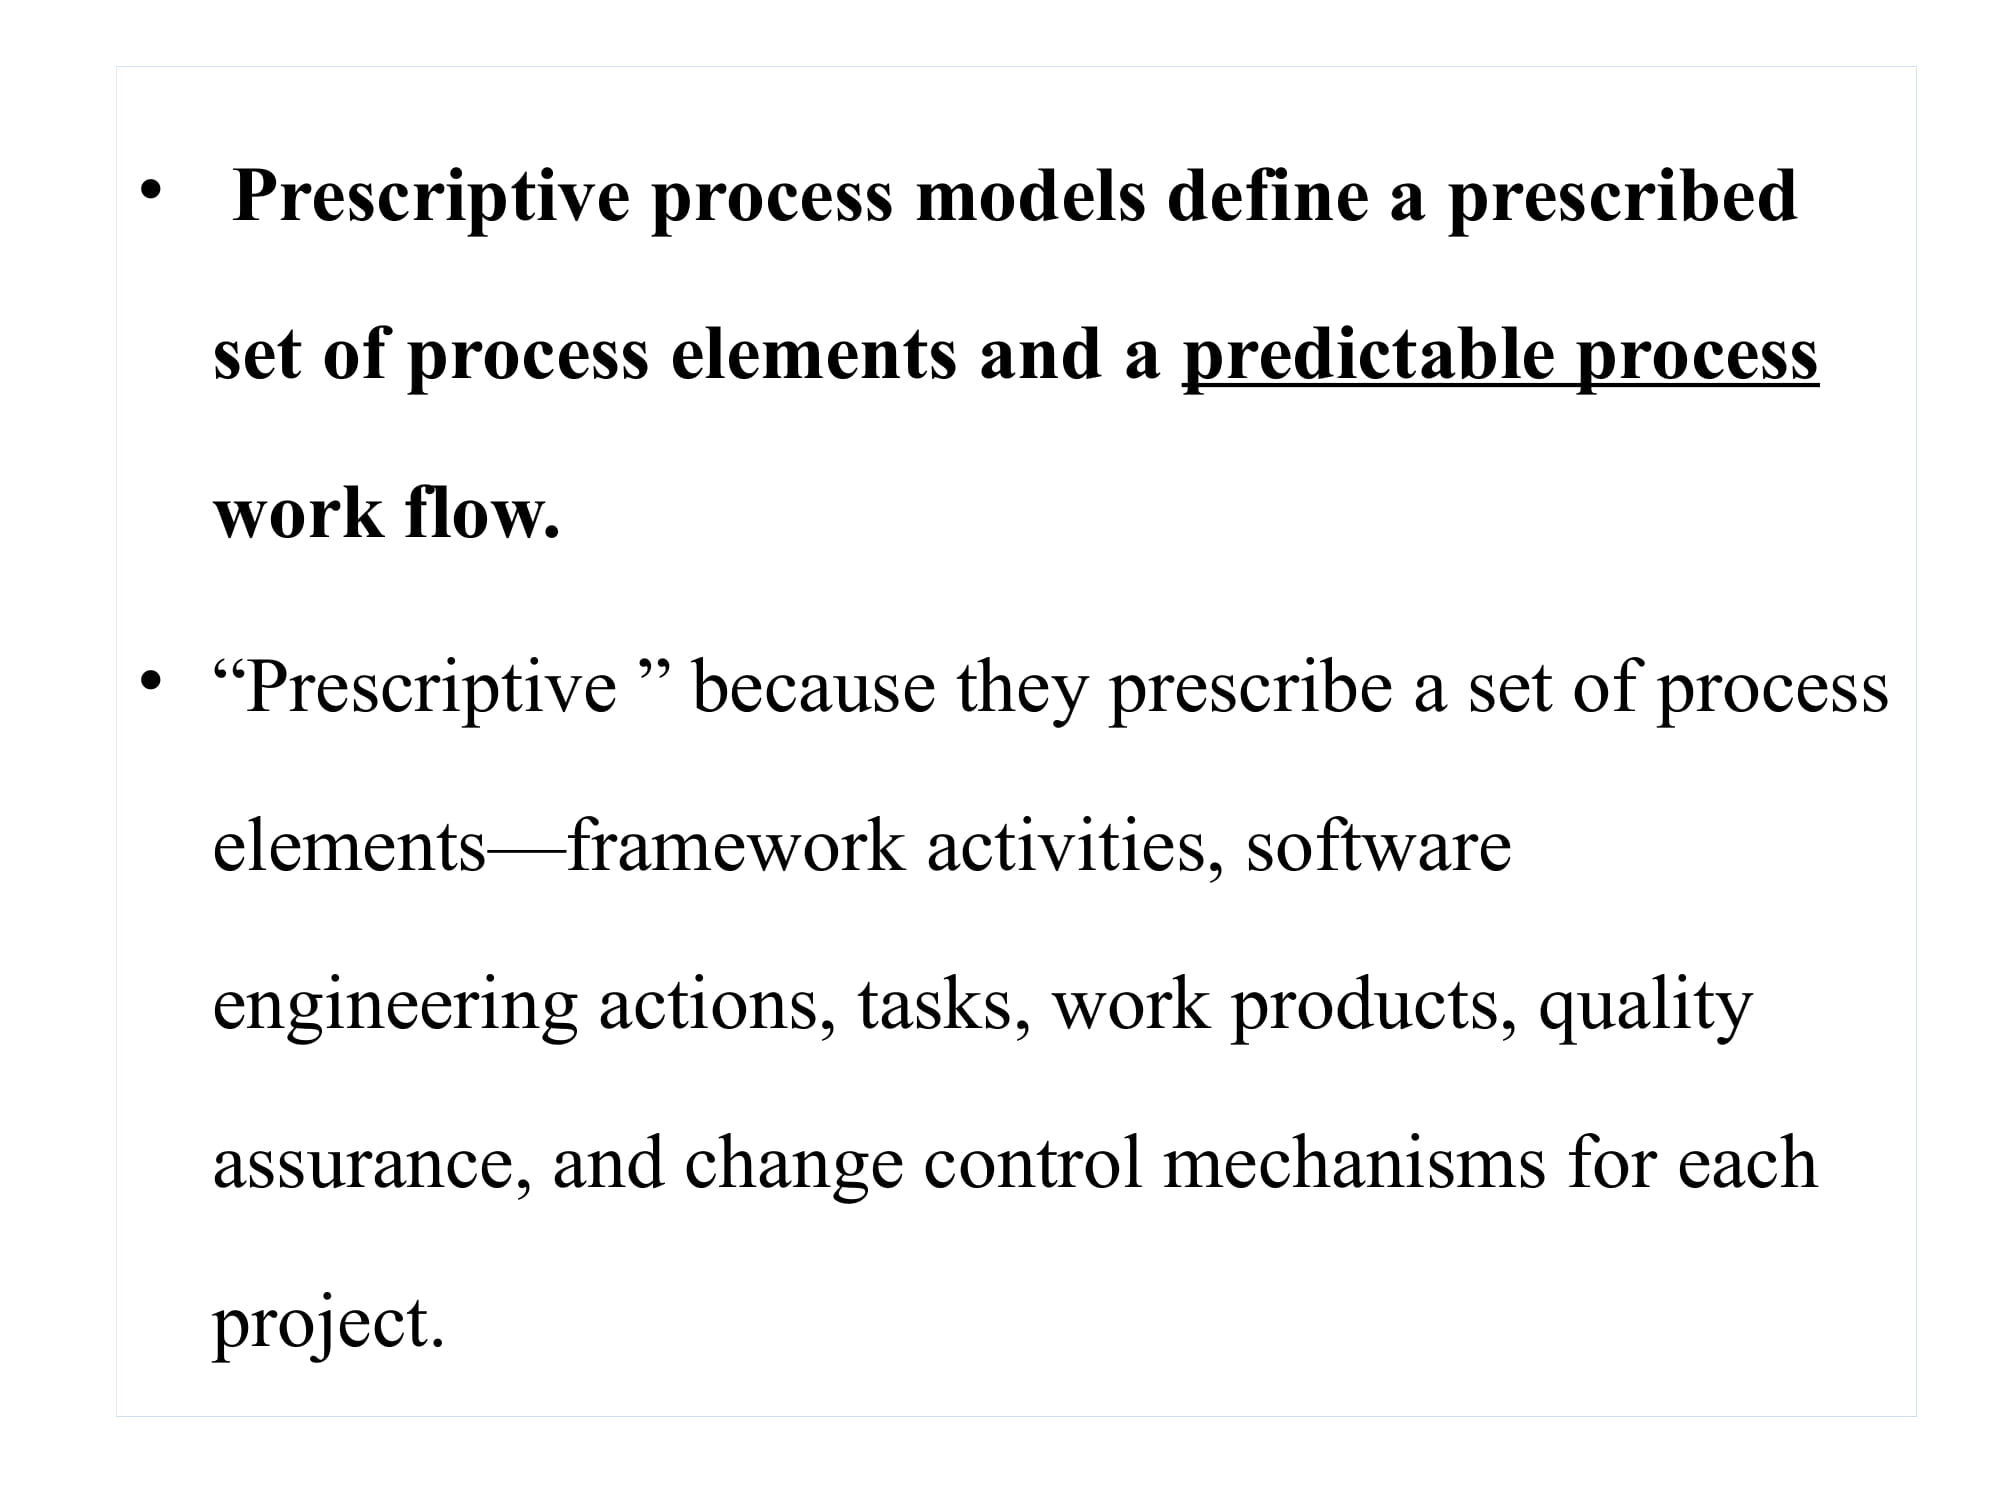 • Prescriptive process models define a prescribed
set of process elements and a predictable process
work flow.
• “Prescriptive ” because they prescribe a set of process
elements—framework activities, software
engineering actions, tasks, work products, quality
assurance, and change control mechanisms for each
project.